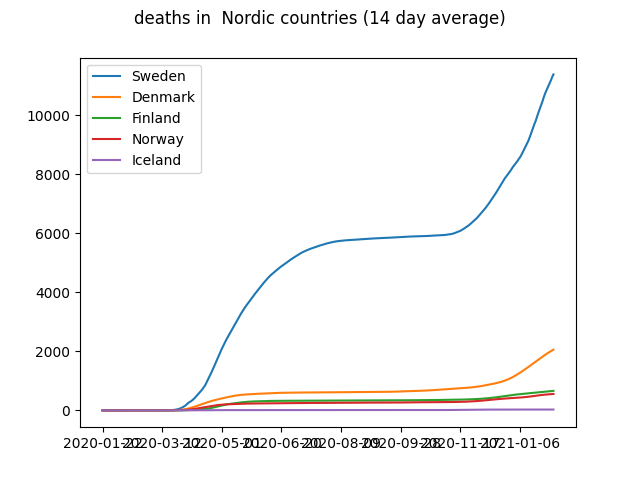 deaths in  Nordic countries (14 day average)
Sweden
Denmark
Finland
Norway
Iceland
10000
8000
6000
4000
2000
0
2020-01-22 2020-03-12 2020-05-01 2020-06-20 2020-08-09 2020-09-28 2020-11-17 2021-01-06